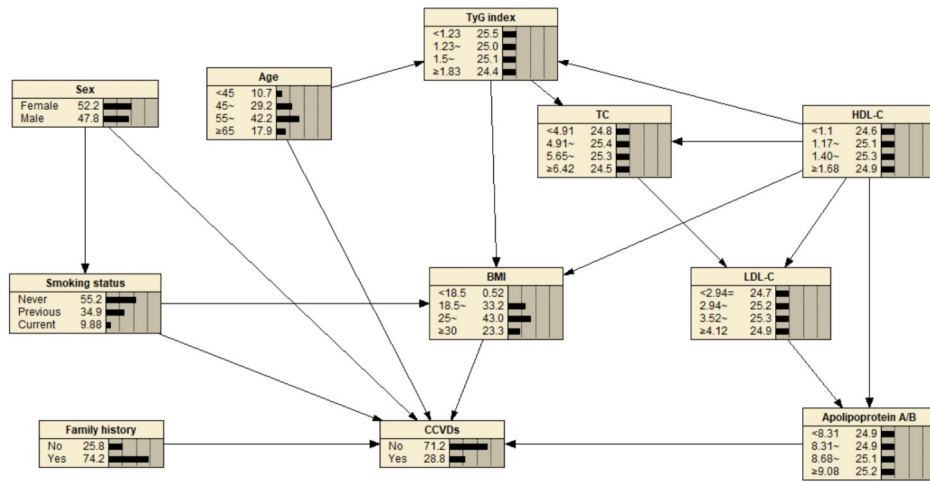 TyG index
<1.23 25.5
1.23~ 25.0
1.5~ 25.1
≥1.83 24.4
Sex
Female 52.2
Male 47.8
Age
<45 10.7
45~ 29.2
55~ 42.2
≥65 17.9
TC
<4.91 24.8
4.91~ 25.4
5.65~ 25.3
≥6.42 24.5
HDL-C
<1.1 24.6
1.17~ 25.1
1.40~ 25.3
≥1.68 24.9
Smoking status
Never 55.2
Previous 34.9
Current 9.88
BMI
<18.5 0.52
18.5~ 33.2
25~ 43.0
≥30 23.3
LDL-C
<2.94= 24.7
2.94~ 25.2
3.52~ 25.3
≥4.12 24.9
Family history
No 25.8
Yes 74.2
CCVDs
No 71.2
Yes 28.8
Apolipoprotein A/B
<8.31 24.9
8.31~ 24.9
8.68~ 25.1
≥9.08 25.2